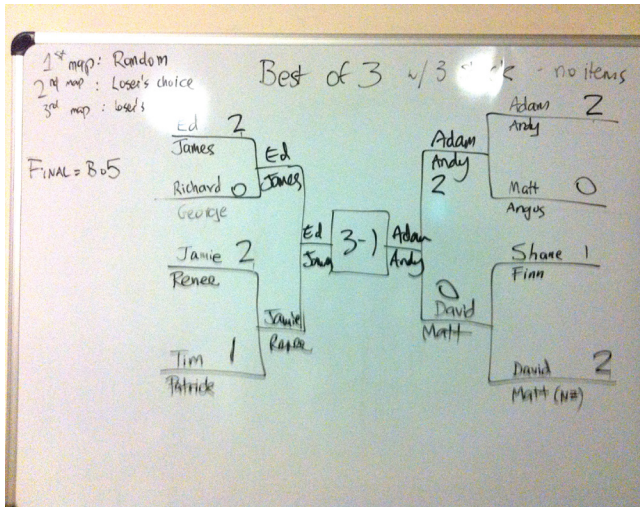 1st map: Random
2nd map: Loser's choice
3rd map: loser's
Best of 3 w/ 3 - no items
FINAL = Bo5
Ed 2
James
Richard 0
George
Jamie 2
Renee
Tim 1
Patrick
Ed
James
Jamie
Renee
Ed
James
3-1
Adam
Andy
Adam
Andy
2
0
David
Matt
Adam 2
Andy
Matt 0
Angus
Shane 1
Finn
David 2
Matt (NZ)